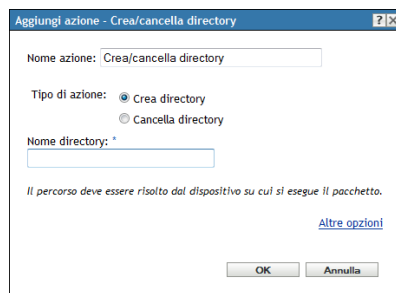 Aggiungi azione - Crea/cancella directory
Nome azione: Crea/cancella directory
Tipo di azione: Crea directory
Cancella directory
Nome directory: *
Il percorso deve essere risolto dal dispositivo su cui si esegue il pacchetto.
Altre opzioni
OK Annulla